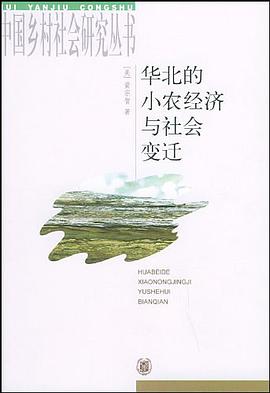 UI YANJIU CONGSHU
中国乡村社会研究丛书
华北的
小农经济
与社会
变迁
[美] 黄宗智 著
HUABEIDE
XIAONONGJINGJI
YUSHEHUI
BIANQIAN